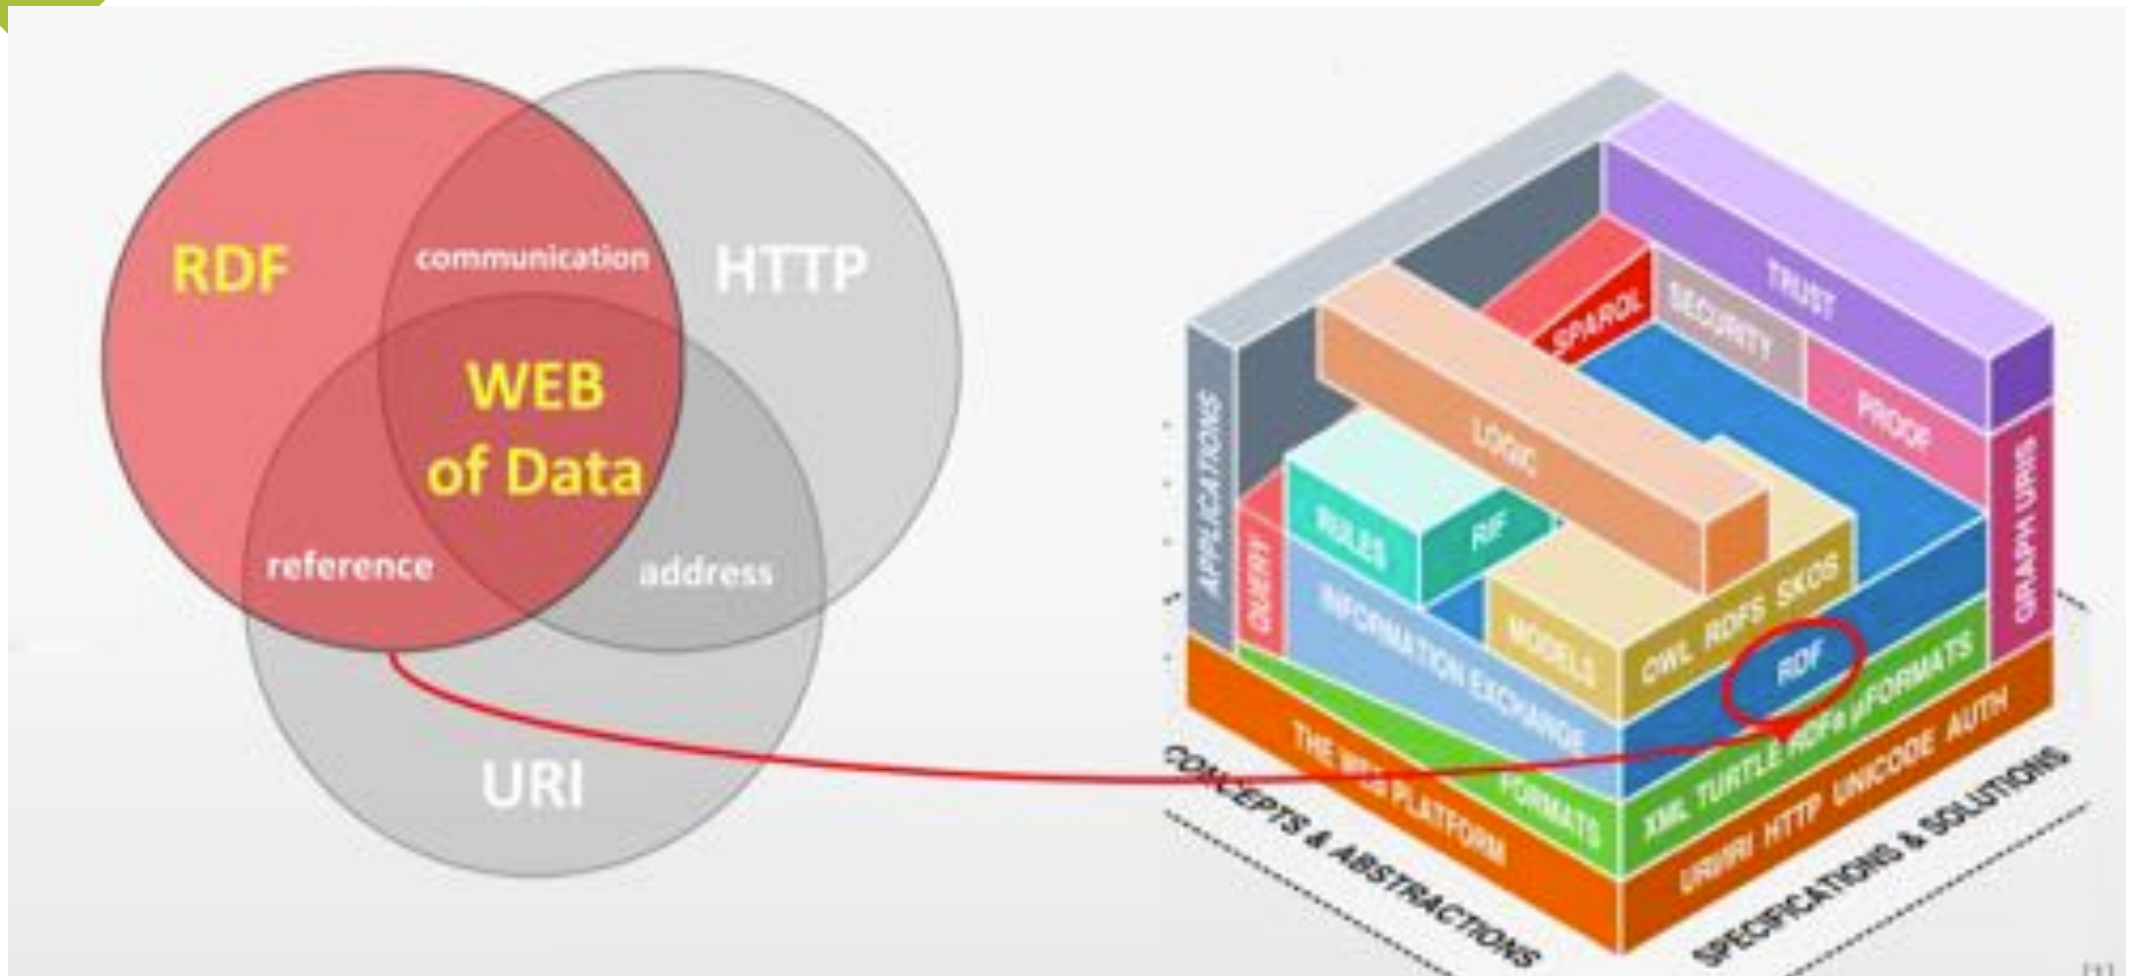 RDF
communication
HTTP
WEB
of Data
reference
address
URI
TRUST
SPARQL
SECURITY
PROOF
LOGIC
APPLICATIONS
RULES
RIF
QUERY
GRAPH URIS
INFORMATION EXCHANGE
MODELS
OWL RDFS SKOS
RDF
FORMATS
XML TURTLE RDFa µFORMATS
THE WEB PLATFORM
URI/IRI HTTP UNICODE AUTH
CONCEPTS & ABSTRACTIONS
SPECIFICATIONS & SOLUTIONS